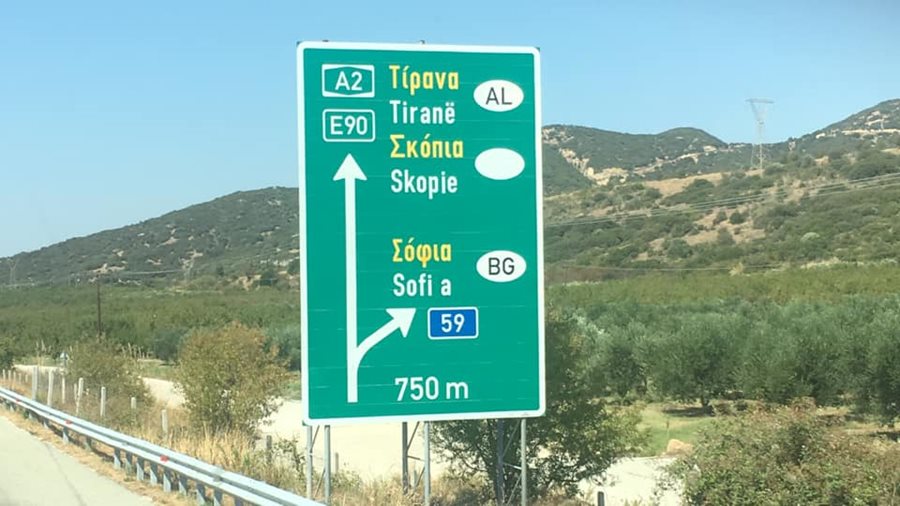 A2 Τίρανα AL
Tiranë
E90 Σκόπια
Skopie
Σόφια BG
Sofi a
59
750 m